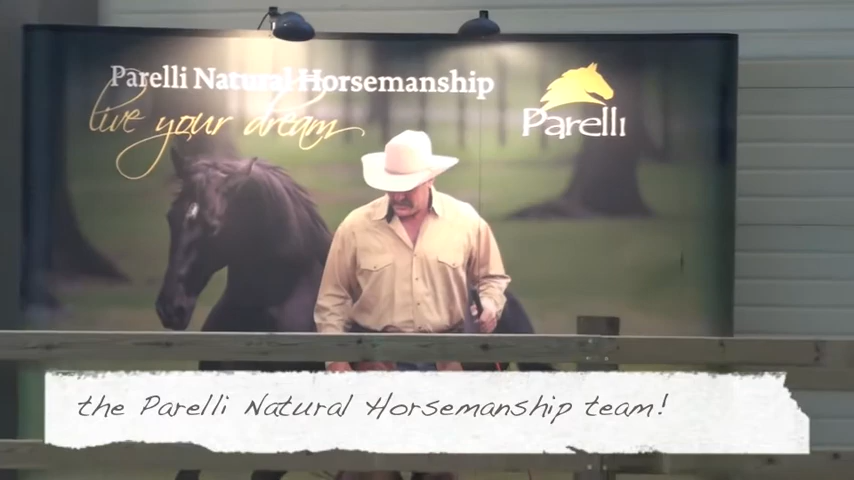 Parelli Natural Horsemanship
live your dream
Parelli
the Parelli Natural Horsemanship team!